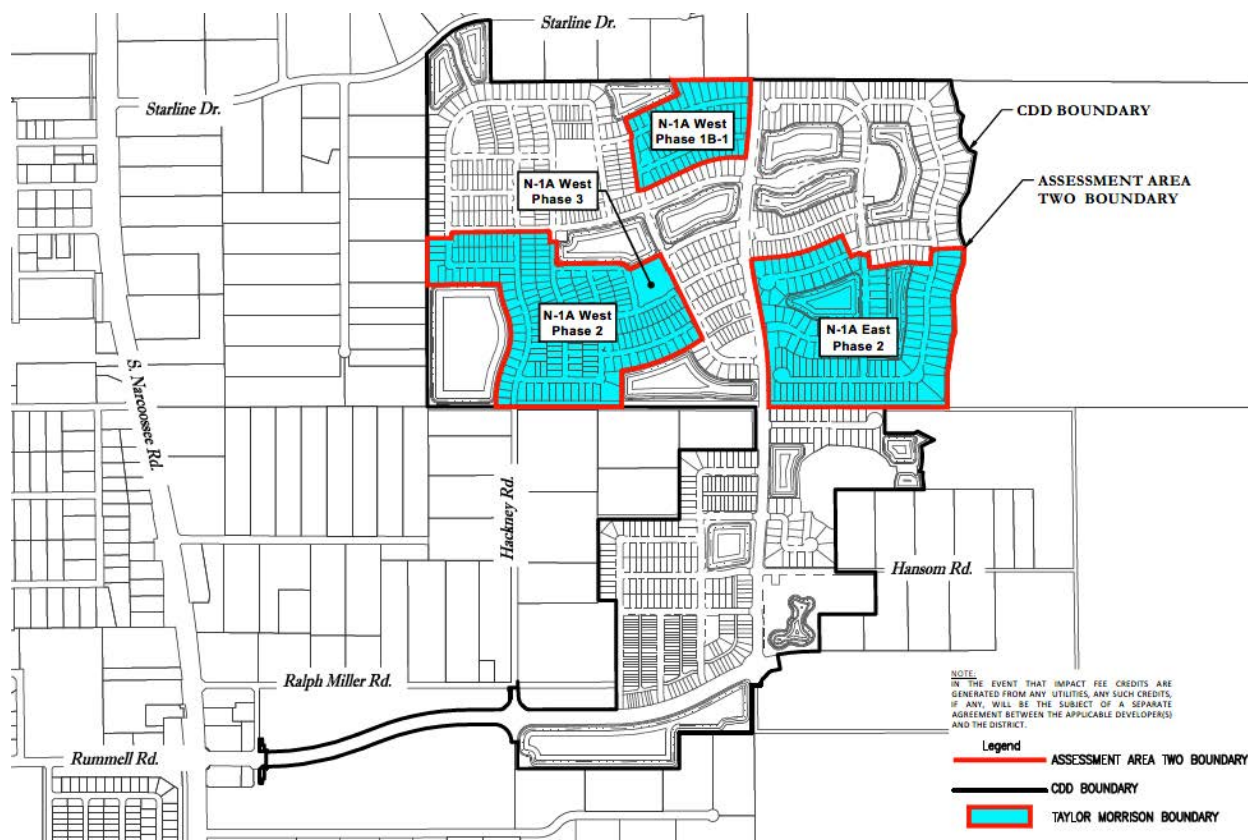 Starline Dr.
Starline Dr.
CDD BOUNDARY
N-1A West
Phase 1B-1
N-1A West
Phase 3
ASSESSMENT AREA
TWO BOUNDARY
N-1A West
Phase 2
N-1A East
Phase 2
S. Narcoossee Rd.
Hackney Rd.
Hansom Rd.
Ralph Miller Rd.
Rummell Rd.
NOTE:
IN THE EVENT THAT IMPACT FEE CREDITS ARE
GENERATED FROM ANY UTILITIES, ANY SUCH CREDITS,
IF ANY, WILL BE THE SUBJECT OF A SEPARATE
AGREEMENT BETWEEN THE APPLICABLE DEVELOPER(S)
AND THE DISTRICT.
Legend
ASSESSMENT AREA TWO BOUNDARY
CDD BOUNDARY
TAYLOR MORRISON BOUNDARY